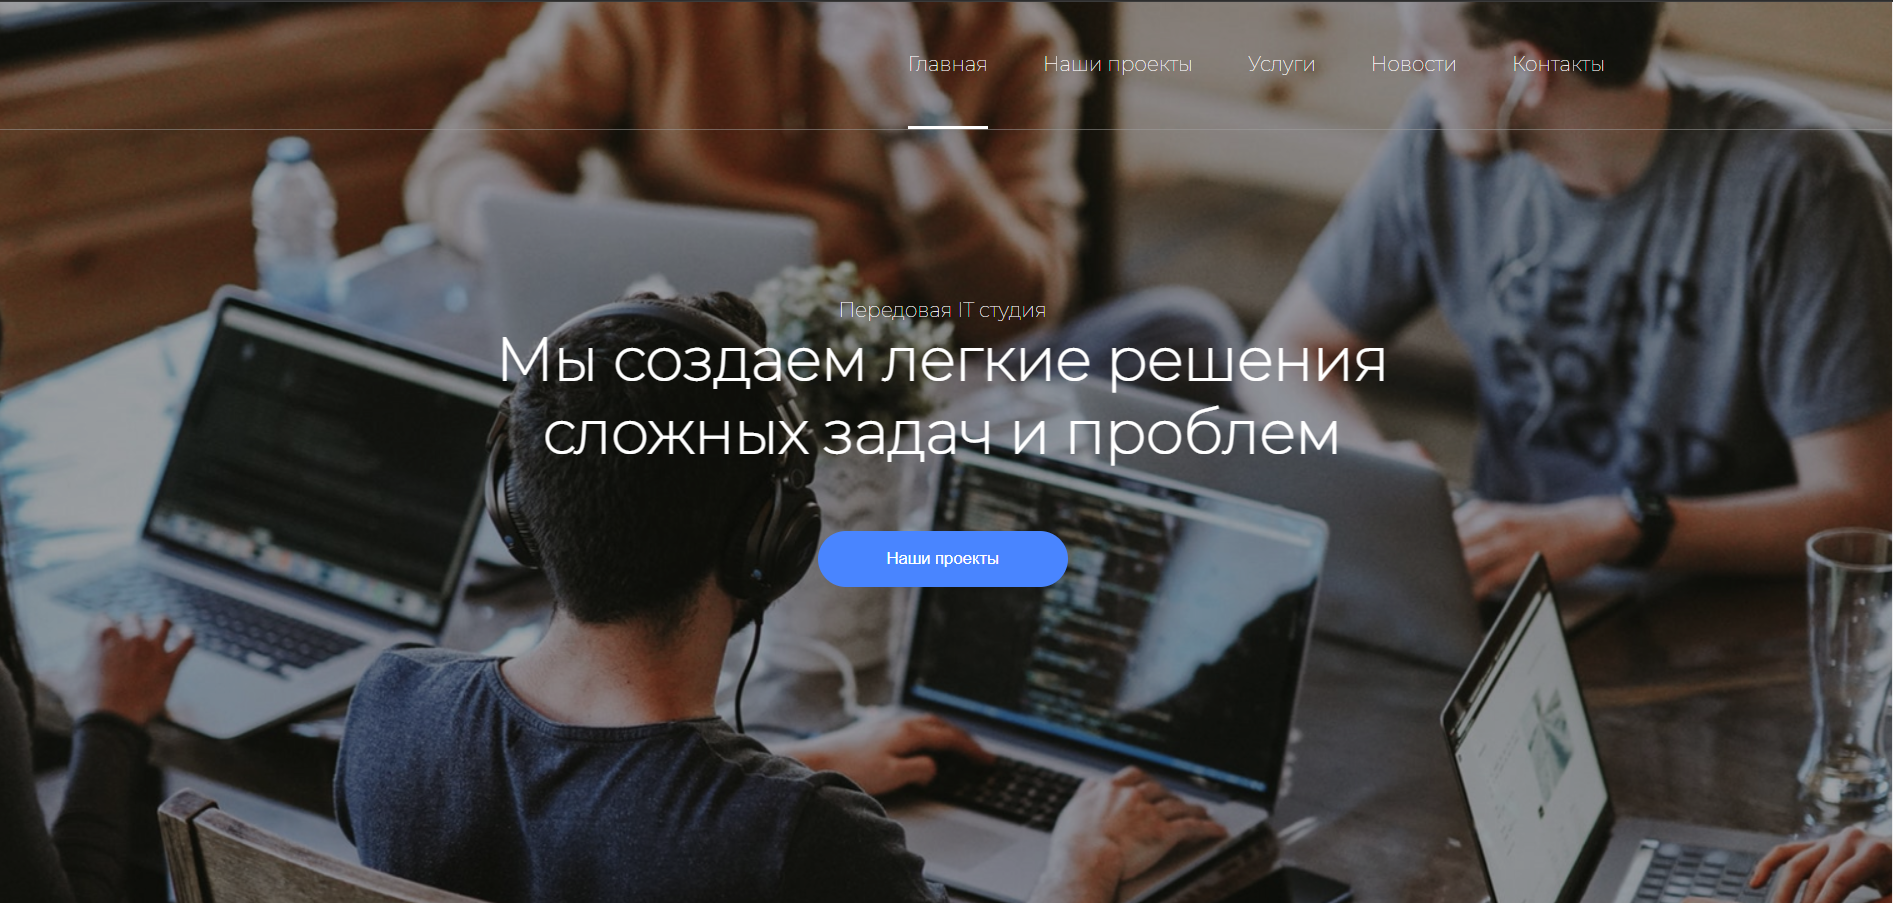 Главная Наши проекты Услуги Новости Контакты
Передовая IT студия
Мы создаем легкие решения
сложных задач и проблем
Наши проекты